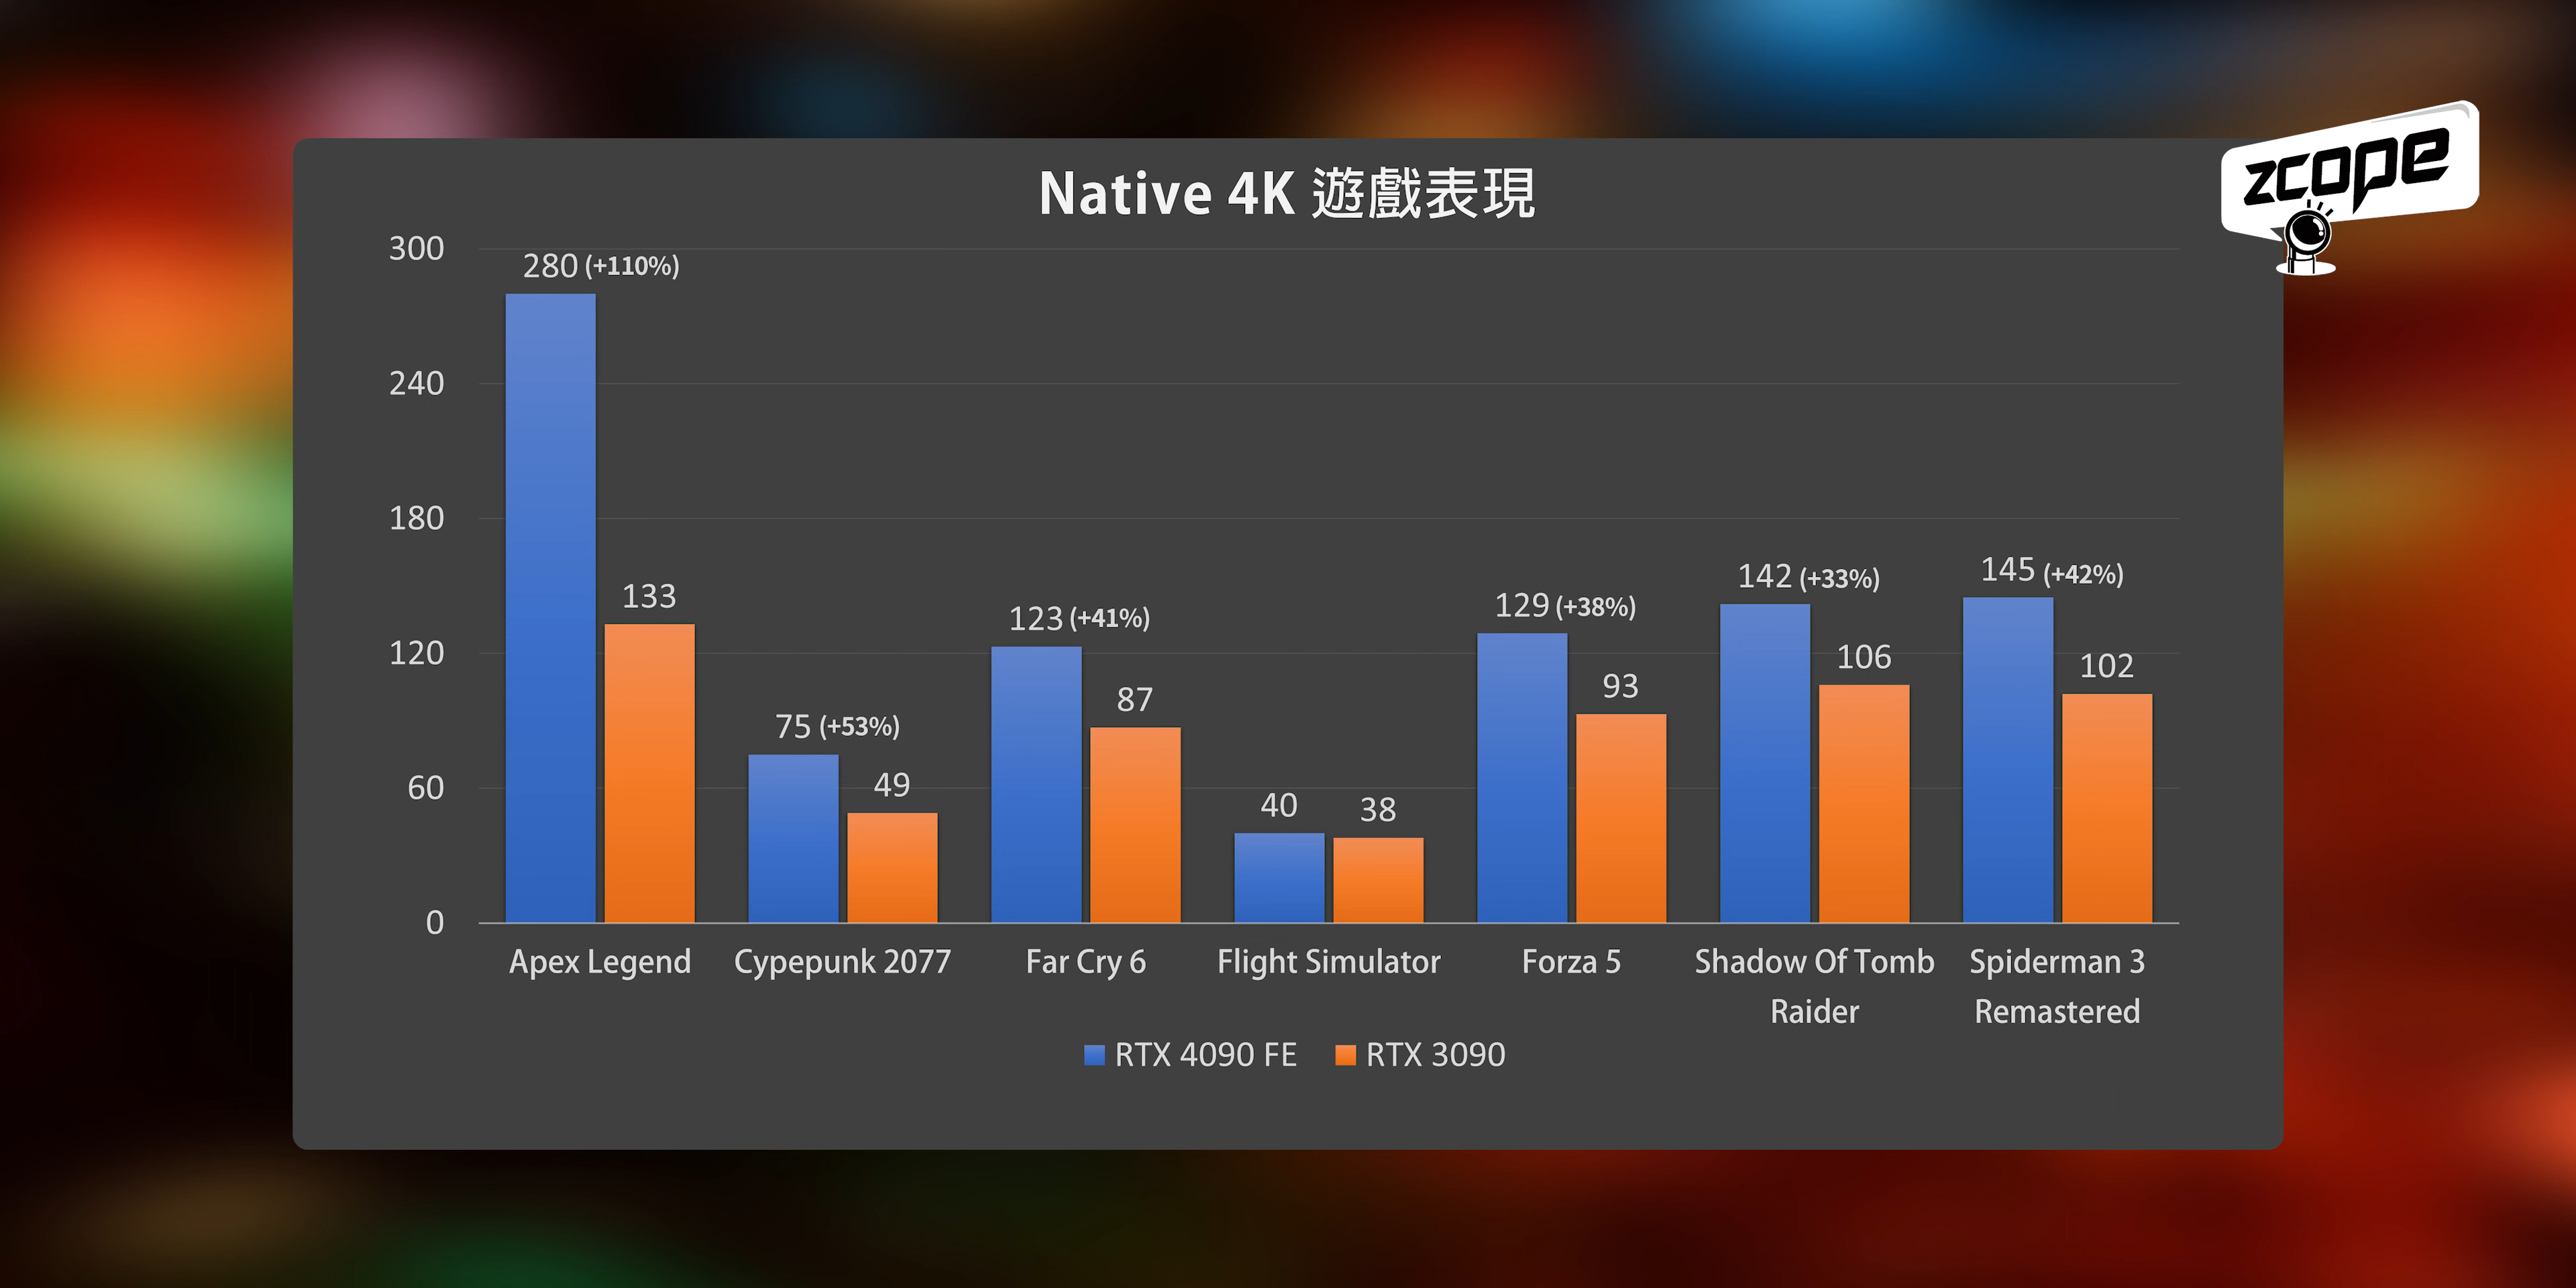 zcope
Native 4K 遊戲表現
300
240
180
120
60
0
280 (+110%)
133
75 (+53%)
49
123 (+41%)
87
40
38
129 (+38%)
93
142 (+33%)
106
145 (+42%)
102
Apex Legend
Cypepunk 2077
Far Cry 6
Flight Simulator
Forza 5
Shadow Of Tomb
Raider
Spiderman 3
Remastered
RTX 4090 FE
RTX 3090